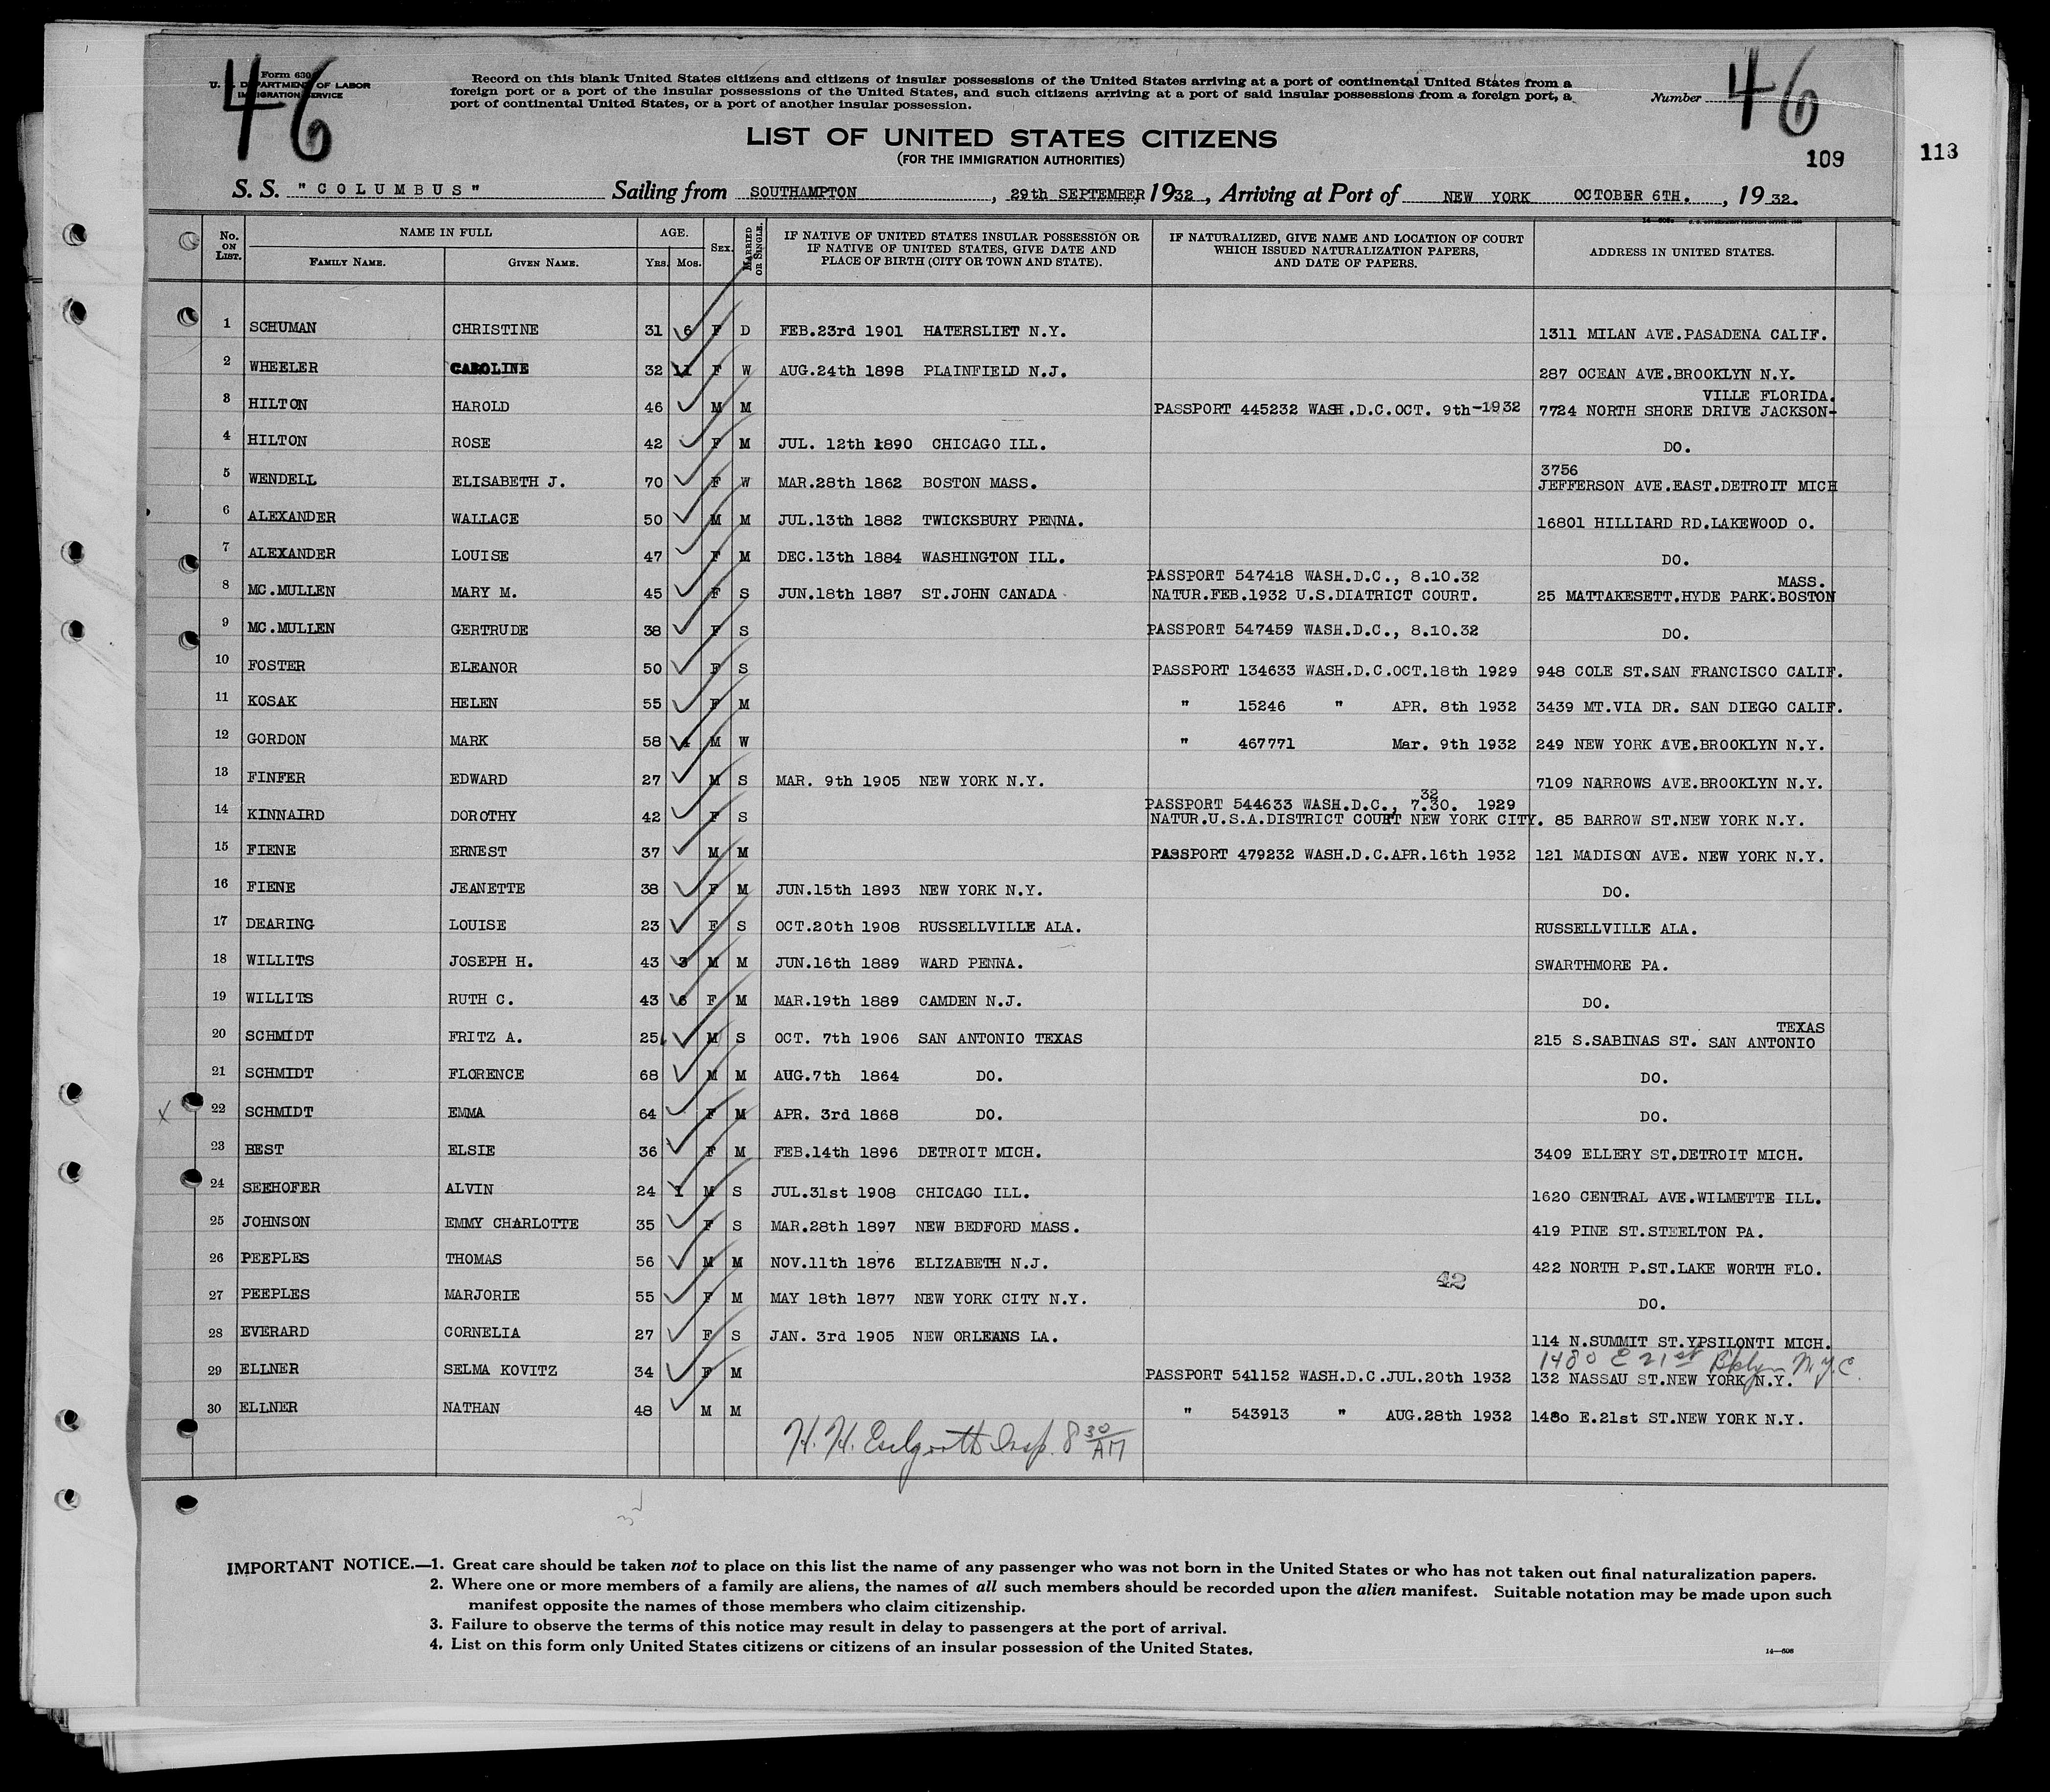 46 46
Form 630
U. S. DEPARTMENT OF LABOR
IMMIGRATION SERVICE
Record on this blank United States citizens and citizens of insular possessions of the United States arriving at a port of continental United States from a
foreign port or a port of the insular possessions of the United States, and such citizens arriving at a port of said insular possessions from a foreign port, a
port of continental United States, or a port of another insular possession.
Number
LIST OF UNITED STATES CITIZENS
(FOR THE IMMIGRATION AUTHORITIES)
109 113
S. S. "COLUMBUS" Sailing from SOUTHAMPTON, 29th SEPTEMBER 1932, Arriving at Port of NEW YORK OCTOBER 6TH., 1932.
No. ON LIST. NAME IN FULL FAMILY NAME. GIVEN NAME. AGE. YRS. MOS. SEX. MARRIED OR SINGLE. IF NATIVE OF UNITED STATES INSULAR POSSESSION OR IF NATIVE OF UNITED STATES, GIVE DATE AND PLACE OF BIRTH (CITY OR TOWN AND STATE). IF NATURALIZED, GIVE NAME AND LOCATION OF COURT WHICH ISSUED NATURALIZATION PAPERS, AND DATE OF PAPERS. ADDRESS IN UNITED STATES.
1 SCHUMAN CHRISTINE 31 6 F D FEB.23rd 1901 HATERSLIET N.Y. 1311 MILAN AVE.PASADENA CALIF.
2 WHEELER CAROLINE 32 11 F W AUG.24th 1898 PLAINFIELD N.J. 287 OCEAN AVE.BROOKLYN N.Y.
VILLE FLORIDA.
3 HILTON HAROLD 46 M M PASSPORT 445232 WASH.D.C.OCT. 9th-1932 7724 NORTH SHORE DRIVE JACKSON-
4 HILTON ROSE 42 F M JUL. 12th 1890 CHICAGO ILL. DO.
3756
5 WENDELL ELISABETH J. 70 F W MAR.28th 1862 BOSTON MASS. JEFFERSON AVE.EAST.DETROIT MICH
6 ALEXANDER WALLACE 50 M M JUL.13th 1882 TWICKSBURY PENNA. 16801 HILLIARD RD.LAKEWOOD O.
7 ALEXANDER LOUISE 47 F M DEC.13th 1884 WASHINGTON ILL. DO.
PASSPORT 547418 WASH.D.C., 8.10.32 MASS.
8 MC.MULLEN MARY M. 45 F S JUN.18th 1887 ST.JOHN CANADA NATUR.FEB.1932 U.S.DIATRICT COURT. 25 MATTAKESETT.HYDE PARK.BOSTON
9 MC.MULLEN GERTRUDE 38 F S PASSPORT 547459 WASH.D.C., 8.10.32 DO.
10 FOSTER ELEANOR 50 F S PASSPORT 134633 WASH.D.C.OCT.18th 1929 948 COLE ST.SAN FRANCISCO CALIF.
11 KOSAK HELEN 55 F M " 15246 " APR. 8th 1932 3439 MT.VIA DR. SAN DIEGO CALIF.
12 GORDON MARK 58 4 M W " 467771 Mar. 9th 1932 249 NEW YORK AVE.BROOKLYN N.Y.
13 FINFER EDWARD 27 M S MAR. 9th 1905 NEW YORK N.Y. 7109 NARROWS AVE.BROOKLYN N.Y.
32
PASSPORT 544633 WASH.D.C., 7.30. 1929
14 KINNAIRD DOROTHY 42 F S NATUR.U.S.A.DISTRICT COURT NEW YORK CITY. 85 BARROW ST.NEW YORK N.Y.
15 FIENE ERNEST 37 M M PASSPORT 479232 WASH.D.C.APR.16th 1932 121 MADISON AVE. NEW YORK N.Y.
16 FIENE JEANETTE 38 F M JUN.15th 1893 NEW YORK N.Y. DO.
17 DEARING LOUISE 23 F S OCT.20th 1908 RUSSELLVILLE ALA. RUSSELLVILLE ALA.
18 WILLITS JOSEPH H. 43 3 M M JUN.16th 1889 WARD PENNA. SWARTHMORE PA.
19 WILLITS RUTH C. 43 6 F M MAR.19th 1889 CAMDEN N.J. DO.
TEXAS
20 SCHMIDT FRITZ A. 25 M S OCT. 7th 1906 SAN ANTONIO TEXAS 215 S.SABINAS ST. SAN ANTONIO
21 SCHMIDT FLORENCE 68 M M AUG.7th 1864 DO. DO.
X 22 SCHMIDT EMMA 64 F M APR. 3rd 1868 DO. DO.
23 BEST ELSIE 36 F M FEB.14th 1896 DETROIT MICH. 3409 ELLERY ST.DETROIT MICH.
24 SEEHOFER ALVIN 24 1 M S JUL.31st 1908 CHICAGO ILL. 1620 CENTRAL AVE.WILMETTE ILL.
25 JOHNSON EMMY CHARLOTTE 35 F S MAR.28th 1897 NEW BEDFORD MASS. 419 PINE ST.STEELTON PA.
26 PEEPLES THOMAS 56 M M NOV.11th 1876 ELIZABETH N.J. 422 NORTH P.ST.LAKE WORTH FLO.
42
27 PEEPLES MARJORIE 55 F M MAY 18th 1877 NEW YORK CITY N.Y. DO.
28 EVERARD CORNELIA 27 F S JAN. 3rd 1905 NEW ORLEANS LA. 114 N.SUMMIT ST.YPSILONTI MICH.
1480 E 21st Bklyn N.Y.C.
29 ELLNER SELMA KOVITZ 34 F M PASSPORT 541152 WASH.D.C.JUL.20th 1932 132 NASSAU ST.NEW YORK N.Y.
30 ELLNER NATHAN 48 M M " 543913 " AUG.28th 1932 1480 E.21st ST.NEW YORK N.Y.
H. H. Insp. 8 30 AM
IMPORTANT NOTICE.—1. Great care should be taken not to place on this list the name of any passenger who was not born in the United States or who has not taken out final naturalization papers.
2. Where one or more members of a family are aliens, the names of all such members should be recorded upon the alien manifest. Suitable notation may be made upon such
manifest opposite the names of those members who claim citizenship.
3. Failure to observe the terms of this notice may result in delay to passengers at the port of arrival.
4. List on this form only United States citizens or citizens of an insular possession of the United States.